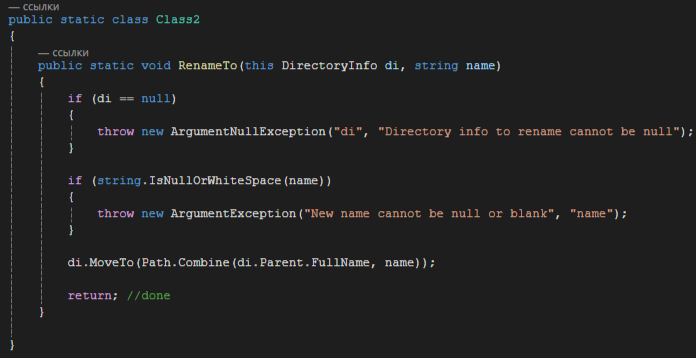 — ссылки
public static class Class2
{
— ссылки
public static void RenameTo(this DirectoryInfo di, string name)
{
if (di == null)
{
throw new ArgumentNullException("di", "Directory info to rename cannot be null");
}
if (string.IsNullOrWhiteSpace(name))
{
throw new ArgumentException("New name cannot be null or blank", "name");
}
di.MoveTo(Path.Combine(di.Parent.FullName, name));
return; //done
}
}